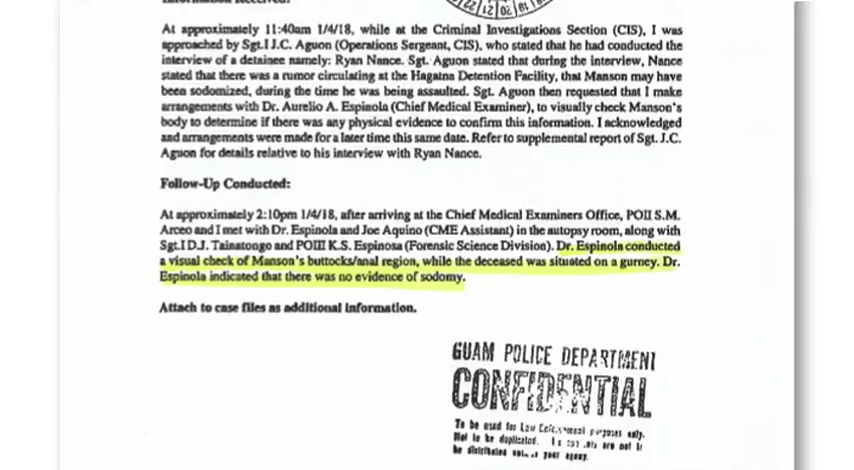 22 21 20 19 18
At approximately 11:40am 1/4/18, while at the Criminal Investigations Section (CIS), I was
approached by Sgt.I J.C. Aguon (Operations Sergeant, CIS), who stated that he had conducted the
interview of a detainee namely: Ryan Nance. Sgt. Aguon stated that during the interview, Nance
stated that there was a rumor circulating at the Hagatna Detention Facility, that Manson may have
been sodomized, during the time he was being assaulted. Sgt. Aguon then requested that I make
arrangements with Dr. Aurelio A. Espinola (Chief Medical Examiner), to visually check Manson's
body to determine if there was any physical evidence to confirm this information. I acknowledged
and arrangements were made for a later time this same date. Refer to supplemental report of Sgt. J.C.
Aguon for details relative to his interview with Ryan Nance.
Follow-Up Conducted:
At approximately 2:10pm 1/4/18, after arriving at the Chief Medical Examiners Office, POII S.M.
Arceo and I met with Dr. Espinola and Joe Aquino (CME Assistant) in the autopsy room, along with
Sgt.I D.J. Tainatongo and POIII K.S. Espinosa (Forensic Science Division). Dr. Espinola conducted
a visual check of Manson's buttocks/anal region, while the deceased was situated on a gurney. Dr.
Espinola indicated that there was no evidence of sodomy.
Attach to case files as additional information.
GUAM POLICE DEPARTMENT
CONFIDENTIAL
To be used for Law purposes only.
Not to be duplicated. are not
be distributed your agency.